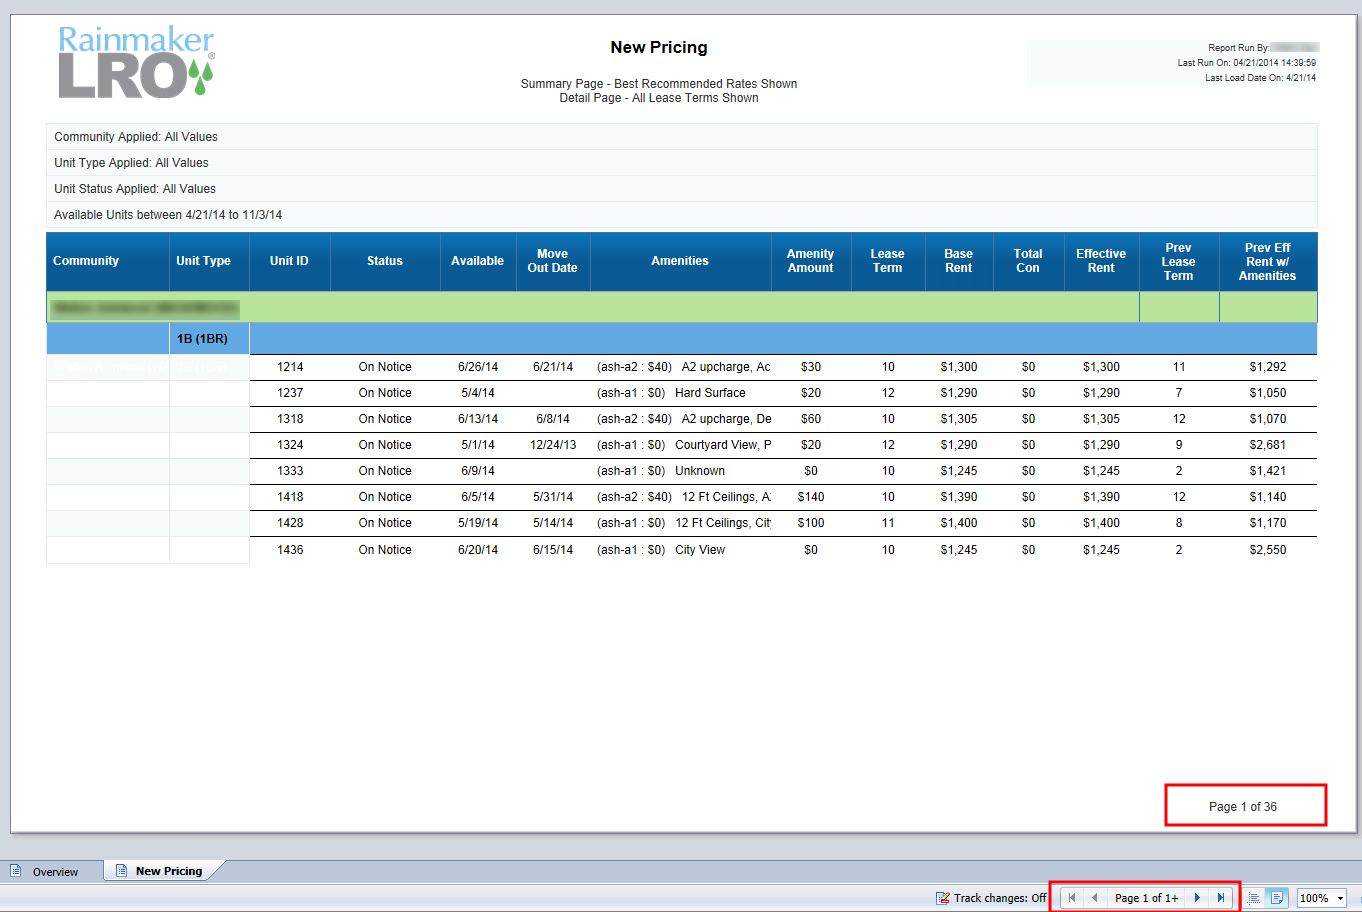 Rainmaker
LRO®
New Pricing
Summary Page - Best Recommended Rates Shown
Detail Page - All Lease Terms Shown
Report Run By:
Last Run On: 04/21/2014 14:39:59
Last Load Date On: 4/21/14
Community Applied: All Values
Unit Type Applied: All Values
Unit Status Applied: All Values
Available Units between 4/21/14 to 11/3/14
Community Unit Type Unit ID Status Available Move Out Date Amenities Amenity Amount Lease Term Base Rent Total Con Effective Rent Prev Lease Term Prev Eff Rent w/ Amenities
1B (1BR)
1214 On Notice 6/26/14 6/21/14 (ash-a2 : $40) A2 upcharge, Ac $30 10 $1,300 $0 $1,300 11 $1,292
1237 On Notice 5/4/14 (ash-a1 : $0) Hard Surface $20 12 $1,290 $0 $1,290 7 $1,050
1318 On Notice 6/13/14 6/8/14 (ash-a2 : $40) A2 upcharge, De $60 10 $1,305 $0 $1,305 12 $1,070
1324 On Notice 5/1/14 12/24/13 (ash-a1 : $0) Courtyard View, P $20 12 $1,290 $0 $1,290 9 $2,681
1333 On Notice 6/9/14 (ash-a1 : $0) Unknown $0 10 $1,245 $0 $1,245 2 $1,421
1418 On Notice 6/5/14 5/31/14 (ash-a2 : $40) 12 Ft Ceilings, A $140 10 $1,390 $0 $1,390 12 $1,140
1428 On Notice 5/19/14 5/14/14 (ash-a1 : $0) 12 Ft Ceilings, City $100 11 $1,400 $0 $1,400 8 $1,170
1436 On Notice 6/20/14 6/15/14 (ash-a1 : $0) City View $0 10 $1,245 $0 $1,245 2 $2,550
Page 1 of 36
Overview New Pricing
Track changes: Off Page 1 of 1+ 100%